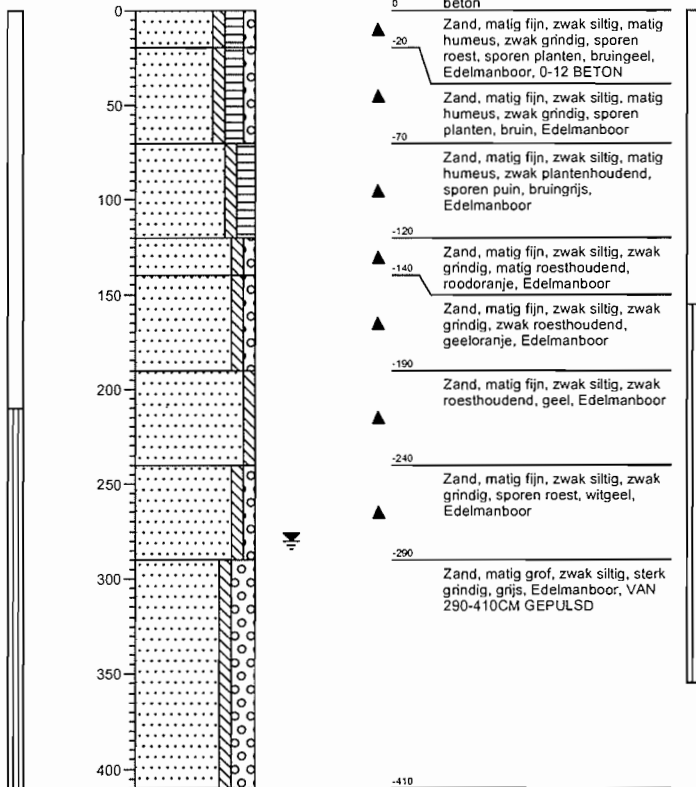 0
beton
0
Zand, matig fijn, zwak siltig, matig
humeus, zwak grindig, sporen
roest, sporen planten, bruingeel,
Edelmanboor, 0-12 BETON
-20
50
Zand, matig fijn, zwak siltig, matig
humeus, zwak grindig, sporen
planten, bruin, Edelmanboor
-70
100
Zand, matig fijn, zwak siltig, matig
humeus, zwak plantenhoudend,
sporen puin, bruingrijs,
Edelmanboor
-120
Zand, matig fijn, zwak siltig, zwak
grindig, matig roesthoudend,
roodoranje, Edelmanboor
-140
150
Zand, matig fijn, zwak siltig, zwak
grindig, zwak roesthoudend,
geeloranje, Edelmanboor
-190
200
Zand, matig fijn, zwak siltig, zwak
roesthoudend, geel, Edelmanboor
-240
250
Zand, matig fijn, zwak siltig, zwak
grindig, sporen roest, witgeel,
Edelmanboor
-290
300
Zand, matig grof, zwak siltig, sterk
grindig, grijs, Edelmanboor, VAN
290-410CM GEPULSD
350
400
-410